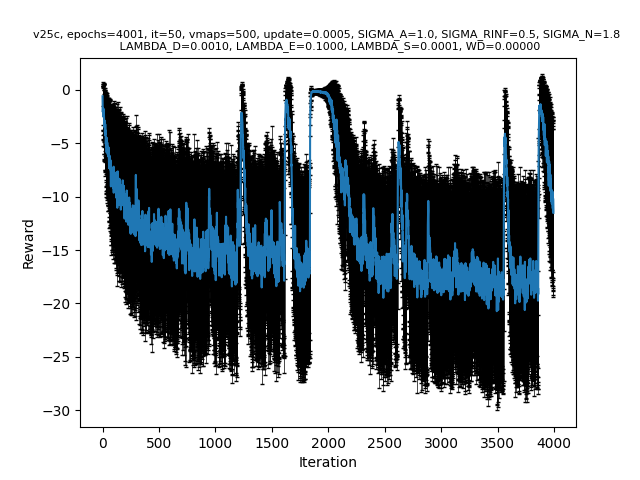 v25c, epochs=4001, it=50, vmaps=500, update=0.0005, SIGMA_A=1.0, SIGMA_RINF=0.5, SIGMA_N=1.8
LAMBDA_D=0.0010, LAMBDA_E=0.1000, LAMBDA_S=0.0001, WD=0.00000
0
−5
−10
−15
−20
−25
−30
Reward
0 500 1000 1500 2000 2500 3000 3500 4000
Iteration